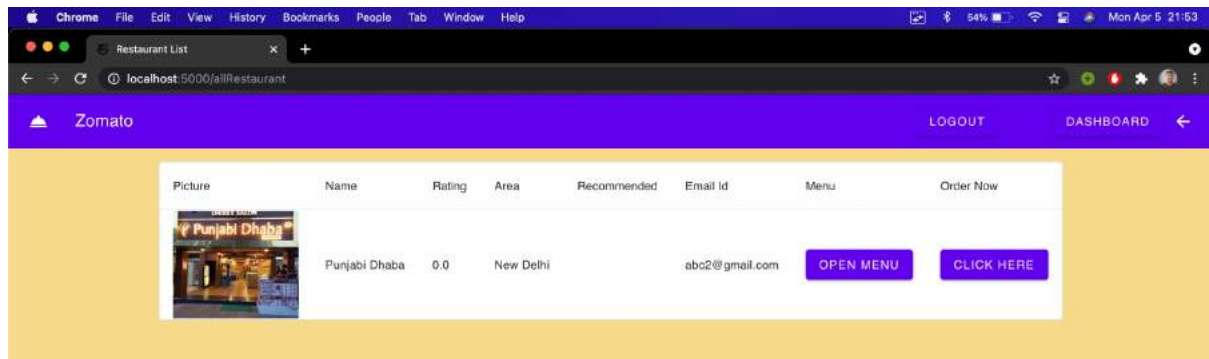 Chrome File Edit View History Bookmarks People Tab Window Help 54% Mon Apr 5 21:53
Restaurant List
localhost:5000/allRestaurant
Zomato LOGOUT DASHBOARD
Picture Name Rating Area Recommended Email Id Menu Order Now
UNISEX SALON
Punjabi Dhaba
Punjabi Dhaba 0.0 New Delhi abc2@gmail.com OPEN MENU CLICK HERE